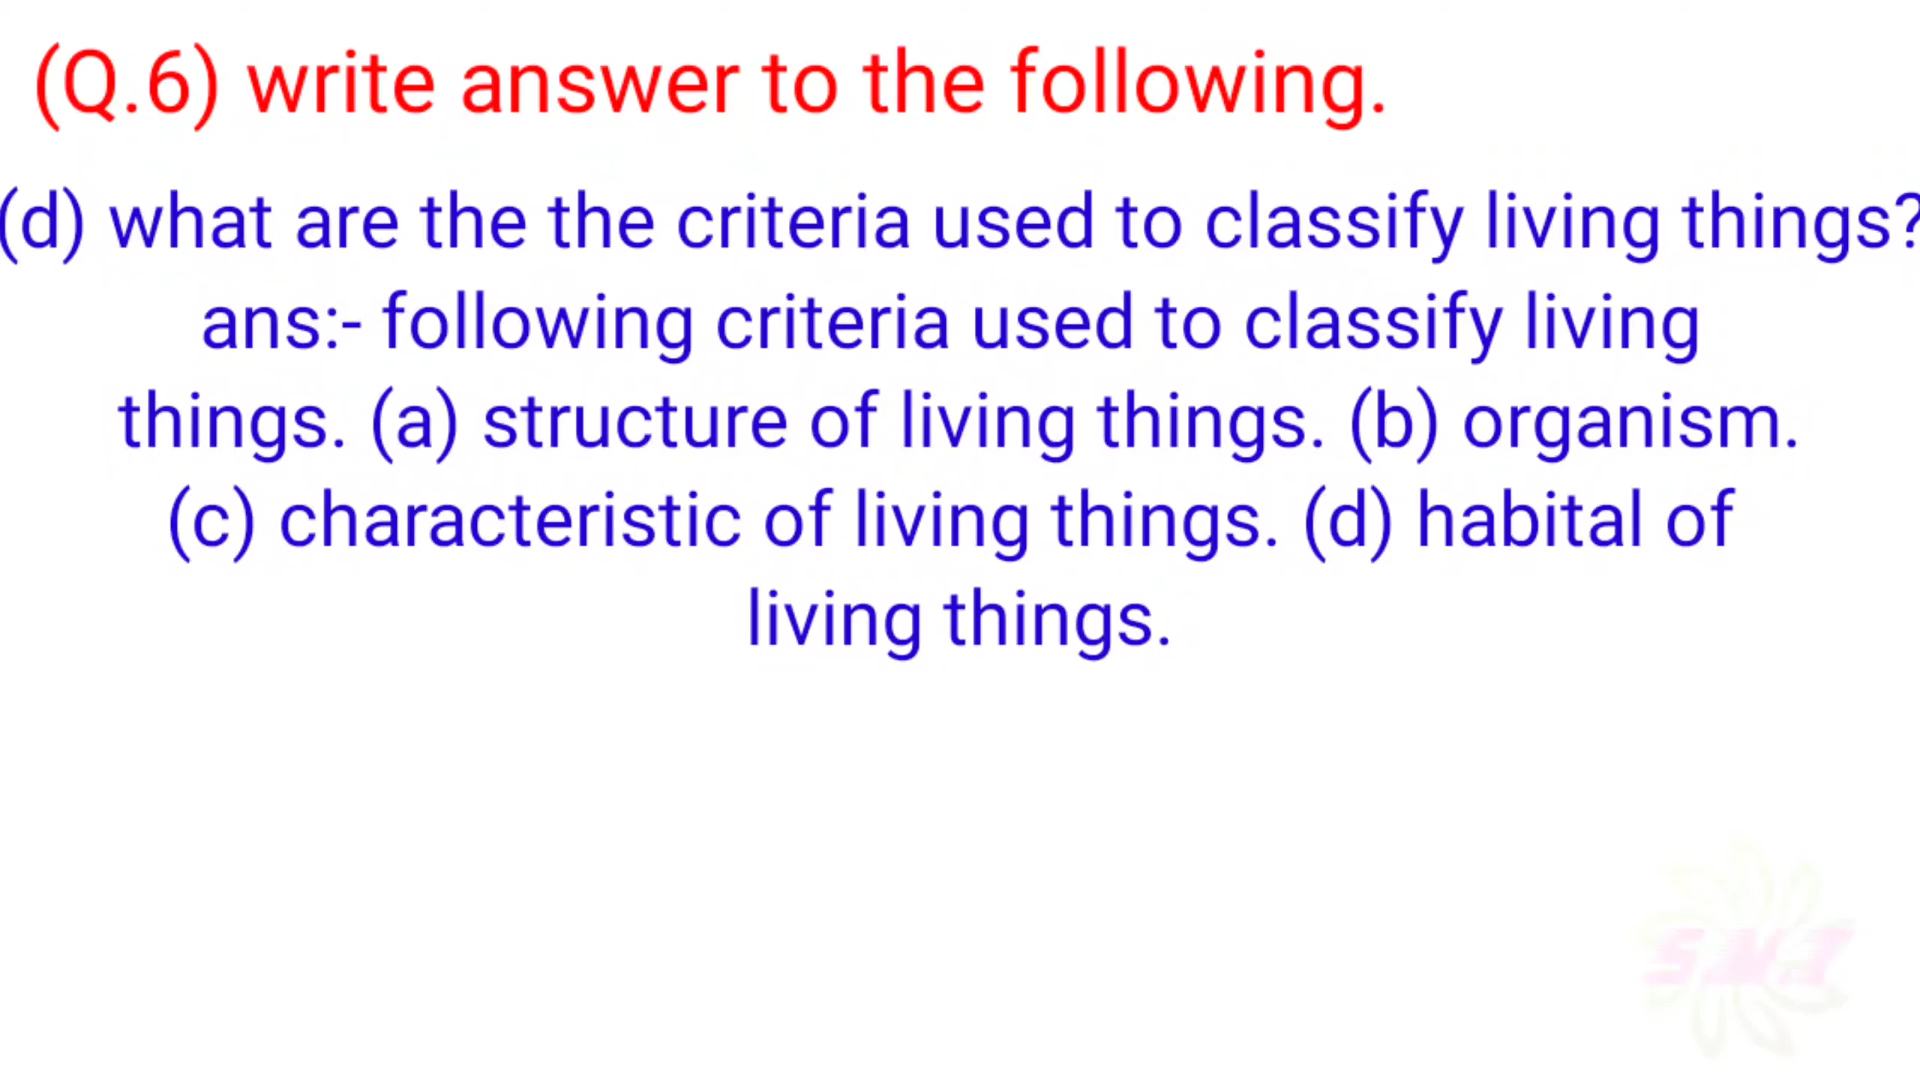 (Q.6) write answer to the following.
(d) what are the the criteria used to classify living things?
ans:- following criteria used to classify living
things. (a) structure of living things. (b) organism.
(c) characteristic of living things. (d) habital of
living things.